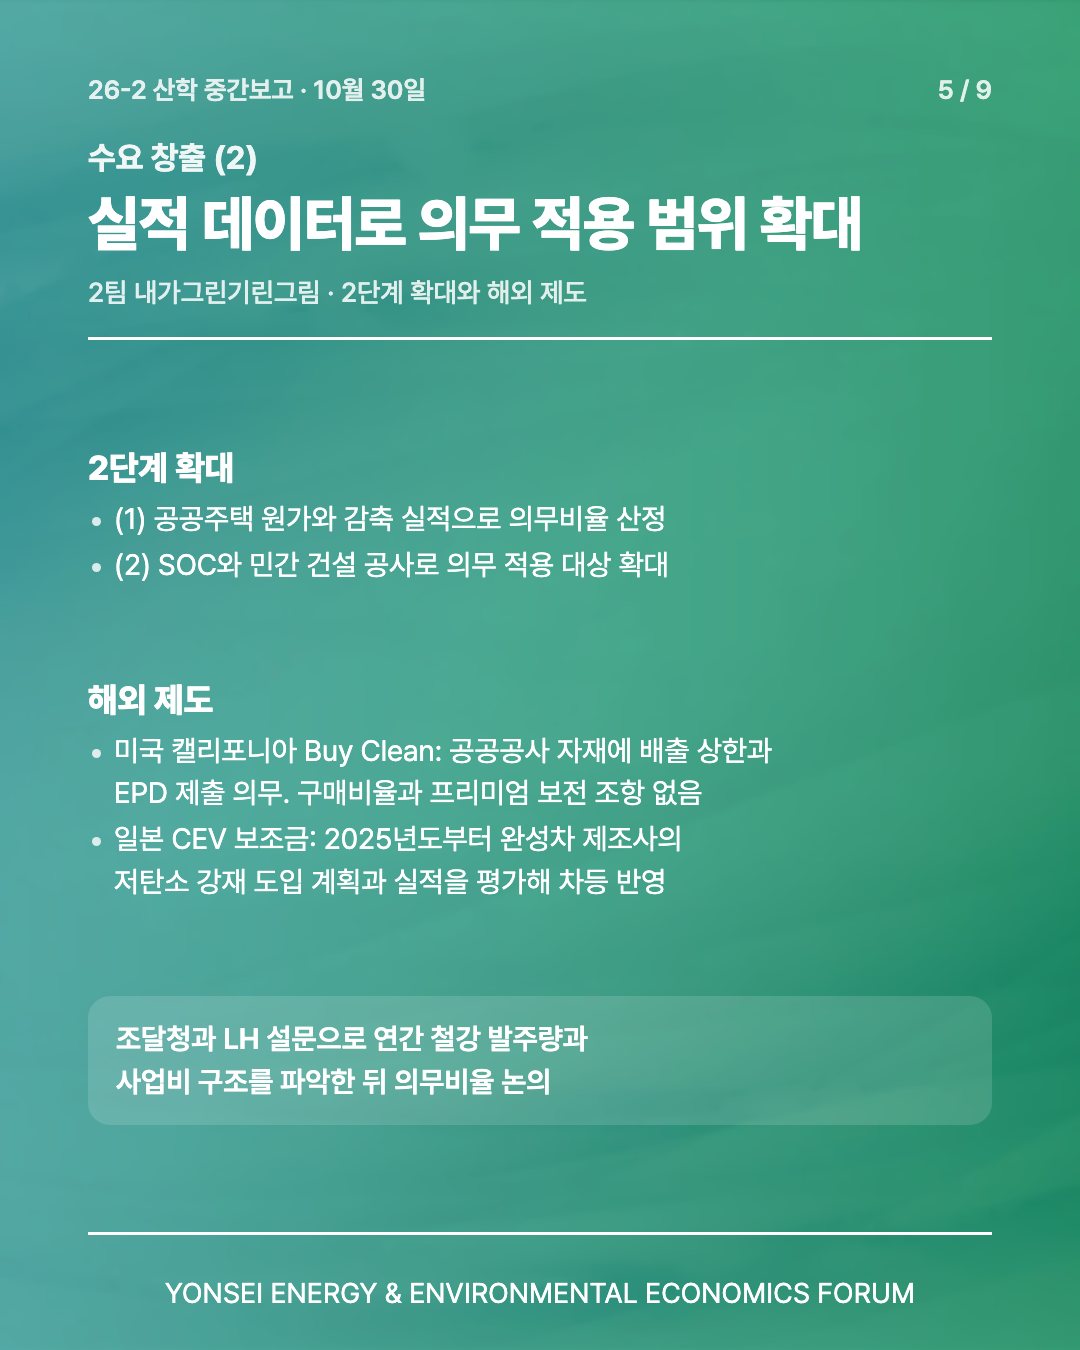 26-2 산학 중간보고 · 10월 30일
5 / 9
수요 창출 (2)
실적 데이터로 의무 적용 범위 확대
2팀 내가그린기린그림 · 2단계 확대와 해외 제도
2단계 확대
• (1) 공공주택 원가와 감축 실적으로 의무비율 산정
• (2) SOC와 민간 건설 공사로 의무 적용 대상 확대
해외 제도
• 미국 캘리포니아 Buy Clean: 공공공사 자재에 배출 상한과
EPD 제출 의무. 구매비율과 프리미엄 보전 조항 없음
• 일본 CEV 보조금: 2025년도부터 완성차 제조사의
저탄소 강재 도입 계획과 실적을 평가해 차등 반영
조달청과 LH 설문으로 연간 철강 발주량과
사업비 구조를 파악한 뒤 의무비율 논의
YONSEI ENERGY & ENVIRONMENTAL ECONOMICS FORUM